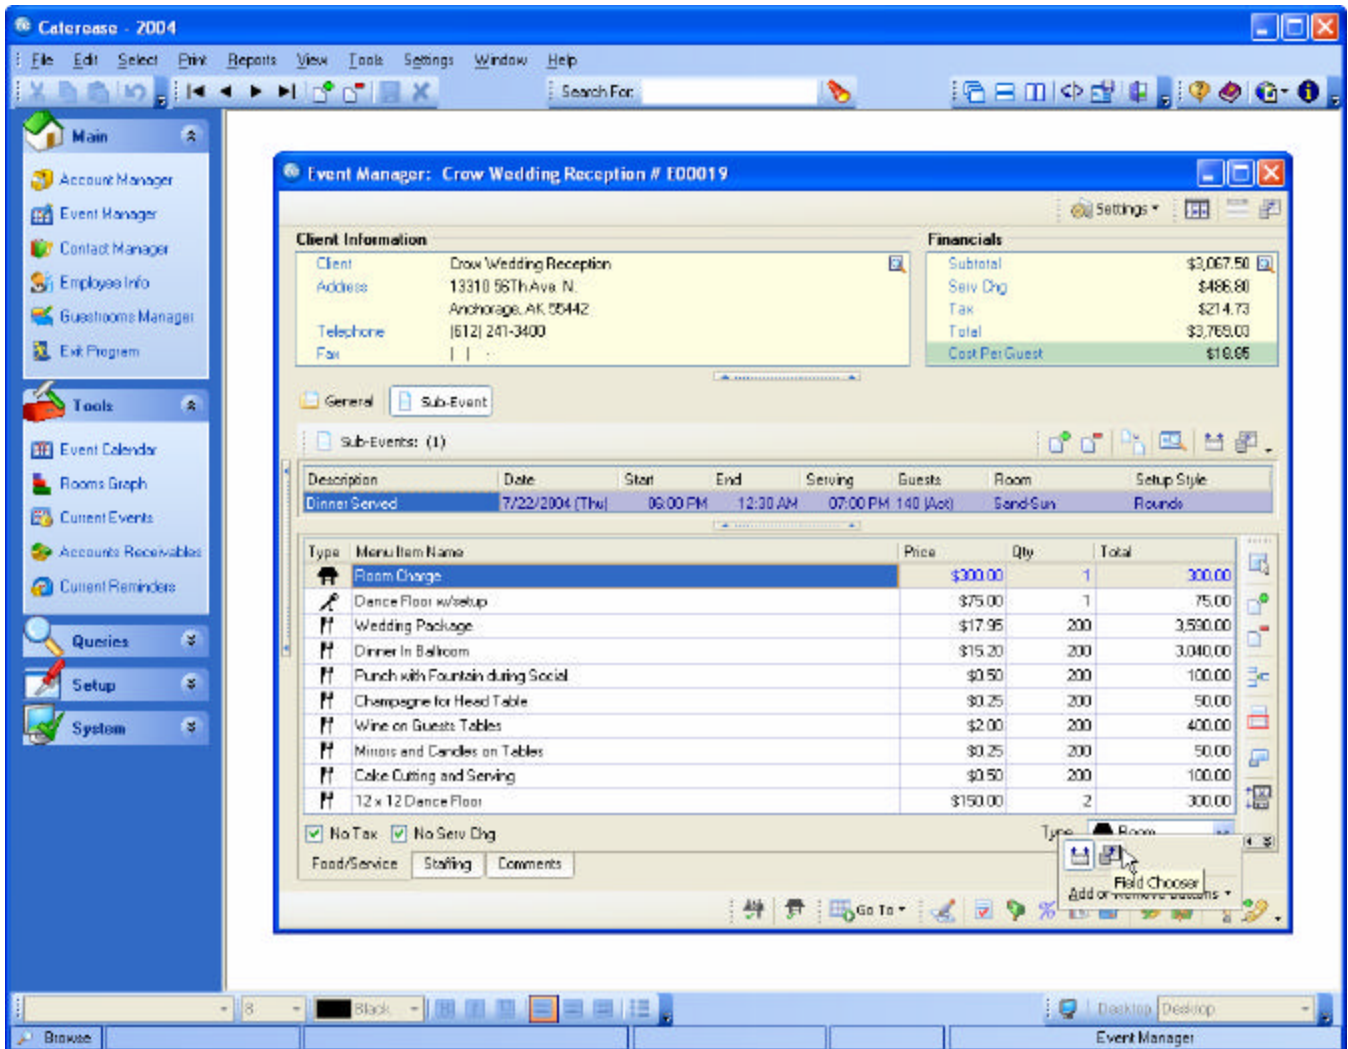 Caterease - 2004
File Edit Select Print Reports View Tools Settings Window Help
Search For:
Main
Account Manager
Event Manager
Contact Manager
Employee Info
Guestrooms Manager
Exit Program
Tools
Event Calendar
Rooms Graph
Current Events
Accounts Receivables
Current Reminders
Queries
Setup
System
Event Manager: Crow Wedding Reception # E00019
Settings
Client Information
Client Crow Wedding Reception
Address 13310 56Th Ave. N.
Anchorage, AK 55442
Telephone (612) 241-3400
Fax ( ) -
Financials
Subtotal $3,067.50
Serv Chg $486.80
Tax $214.73
Total $3,769.03
Cost Per Guest $18.85
General Sub-Event
Sub-Events: (1)
Description Date Start End Serving Guests Room Setup Style
Dinner Served 7/22/2004 (Thu) 06:00 PM 12:30 AM 07:00 PM 140 (Act) Sand-Sun Rounds
Type Menu Item Name Price Qty Total
Room Charge $300.00 1 300.00
Dance Floor w/setup $75.00 1 75.00
Wedding Package $17.95 200 3,590.00
Dinner In Ballroom $15.20 200 3,040.00
Punch with Fountain during Social $0.50 200 100.00
Champagne for Head Table $0.25 200 50.00
Wine on Guests Tables $2.00 200 400.00
Mirrors and Candles on Tables $0.25 200 50.00
Cake Cutting and Serving $0.50 200 100.00
12 x 12 Dance Floor $150.00 2 300.00
No Tax No Serv Chg
Type Room
Food/Service Staffing Comments
Field Chooser
Add or Remove Buttons
Go To
8 Black
Desktop Desktop
Browse
Event Manager